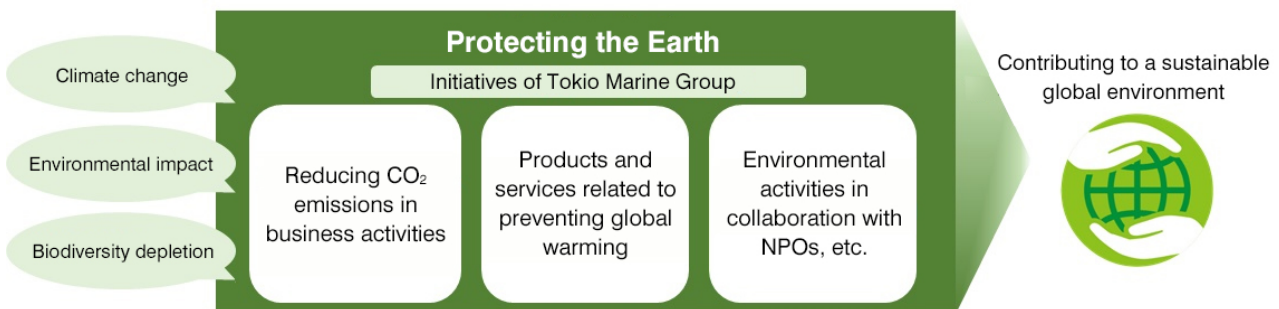 Protecting the Earth
Initiatives of Tokio Marine Group
Climate change
Environmental impact
Biodiversity depletion
Reducing CO₂
emissions in
business activities
Products and
services related to
preventing global
warming
Environmental
activities in
collaboration with
NPOs, etc.
Contributing to a sustainable
global environment